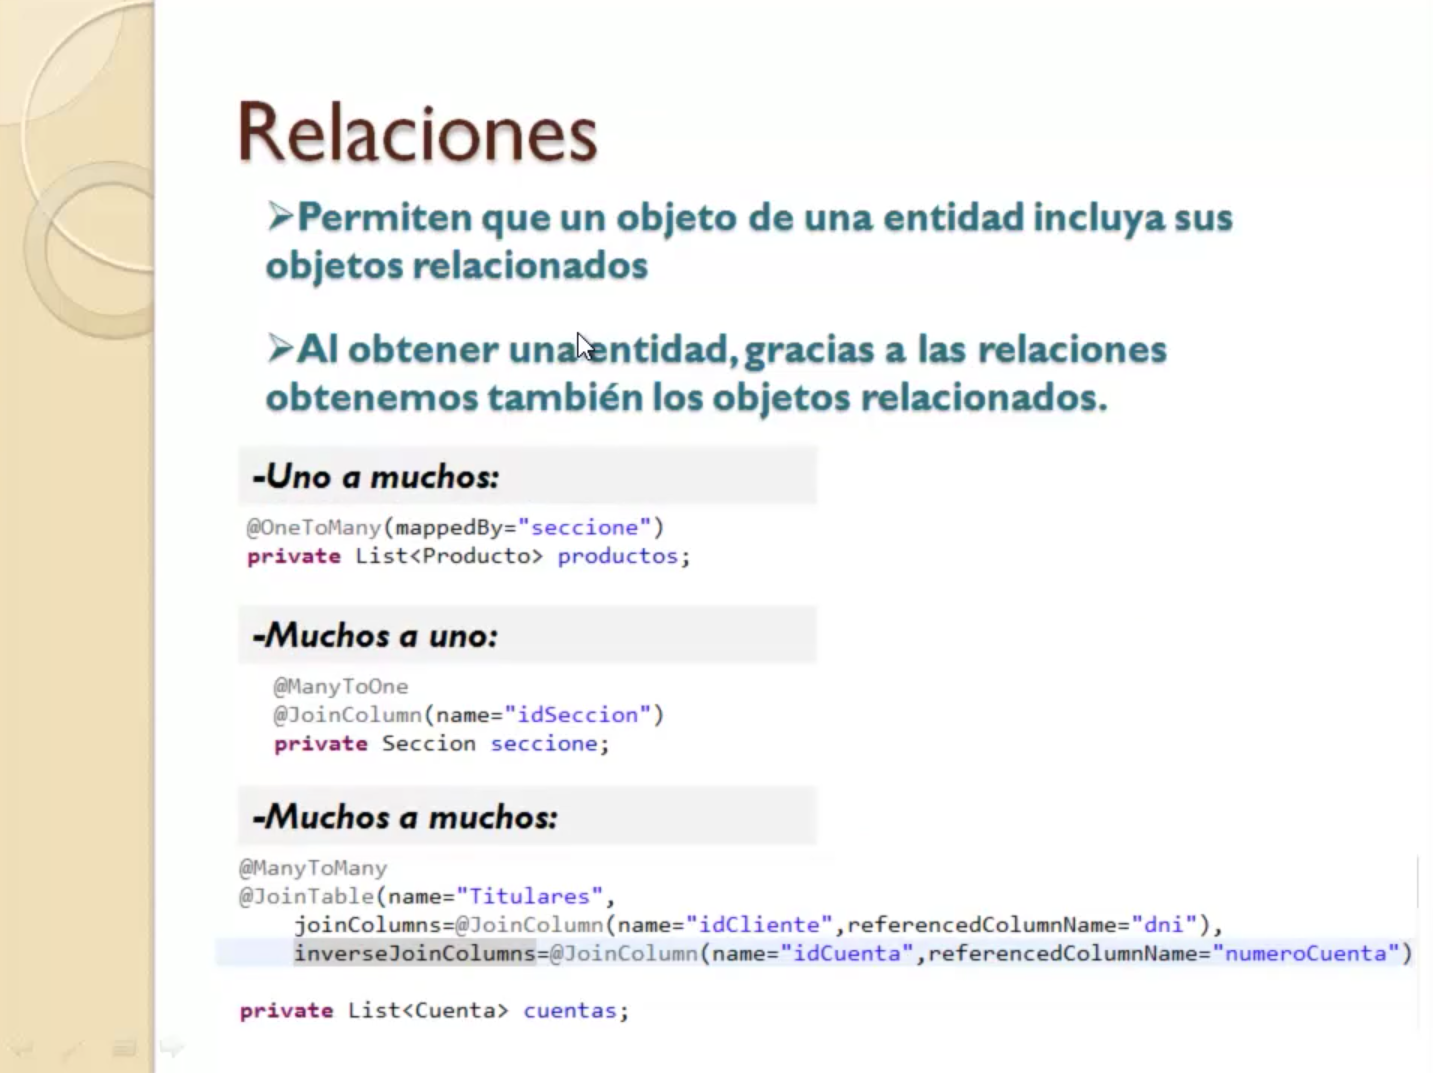 Relaciones
➢Permiten que un objeto de una entidad incluya sus
objetos relacionados
➢Al obtener una entidad, gracias a las relaciones
obtenemos también los objetos relacionados.
-Uno a muchos:
@OneToMany(mappedBy="seccione")
private List<Producto> productos;
-Muchos a uno:
@ManyToOne
@JoinColumn(name="idSeccion")
private Seccion seccione;
-Muchos a muchos:
@ManyToMany
@JoinTable(name="Titulares",
joinColumns=@JoinColumn(name="idCliente",referencedColumnName="dni"),
inverseJoinColumns=@JoinColumn(name="idCuenta",referencedColumnName="numeroCuenta")
private List<Cuenta> cuentas;